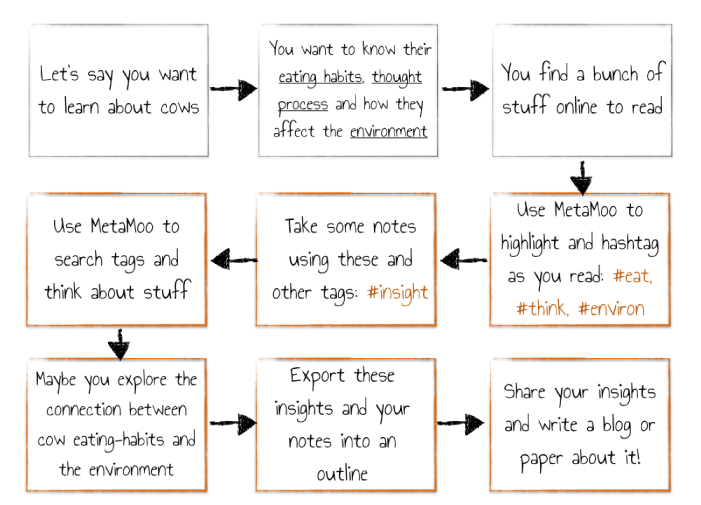 Let's say you want
to learn about cows
You want to know their
eating habits, thought
process and how they
affect the environment
You find a bunch of
stuff online to read
Use MetaMoo to
highlight and hashtag
as you read: #eat,
#think, #environ
Take some notes
using these and
other tags: #insight
Use MetaMoo to
search tags and
think about stuff
Maybe you explore the
connection between
cow eating-habits and
the environment
Export these
insights and your
notes into an
outline
Share your insights
and write a blog or
paper about it!